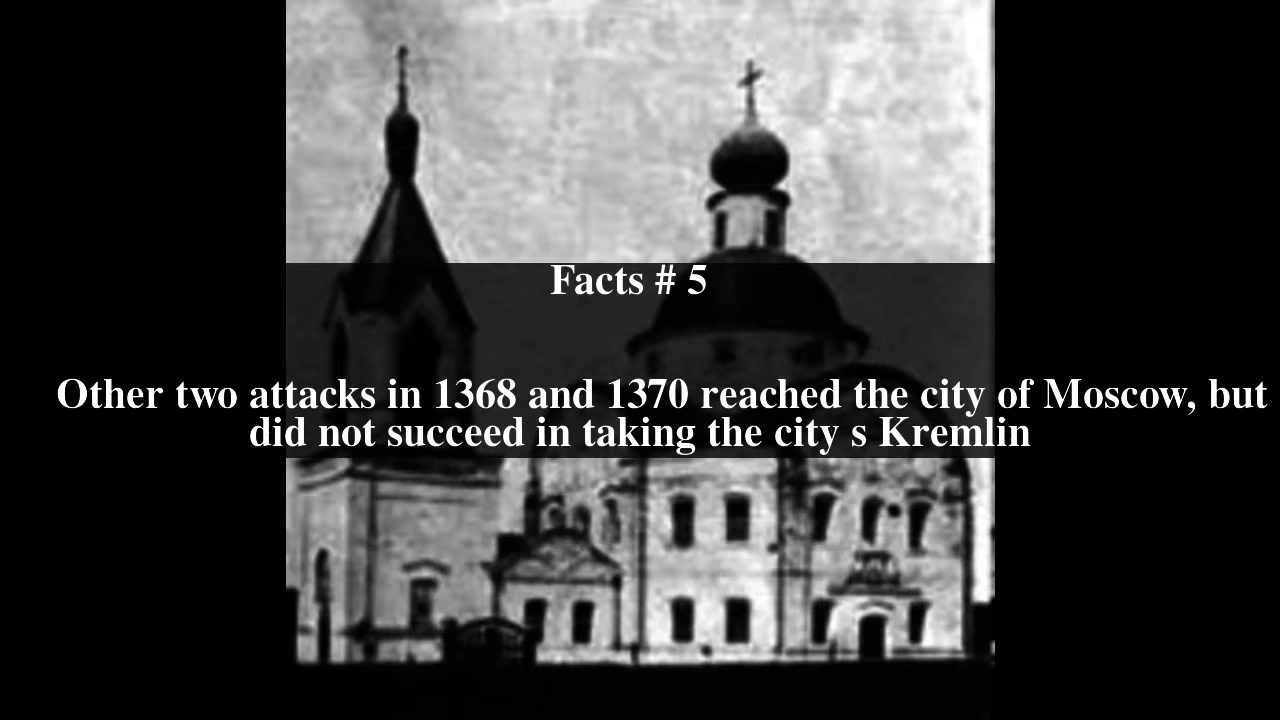 Facts # 5
Other two attacks in 1368 and 1370 reached the city of Moscow, but
did not succeed in taking the city s Kremlin